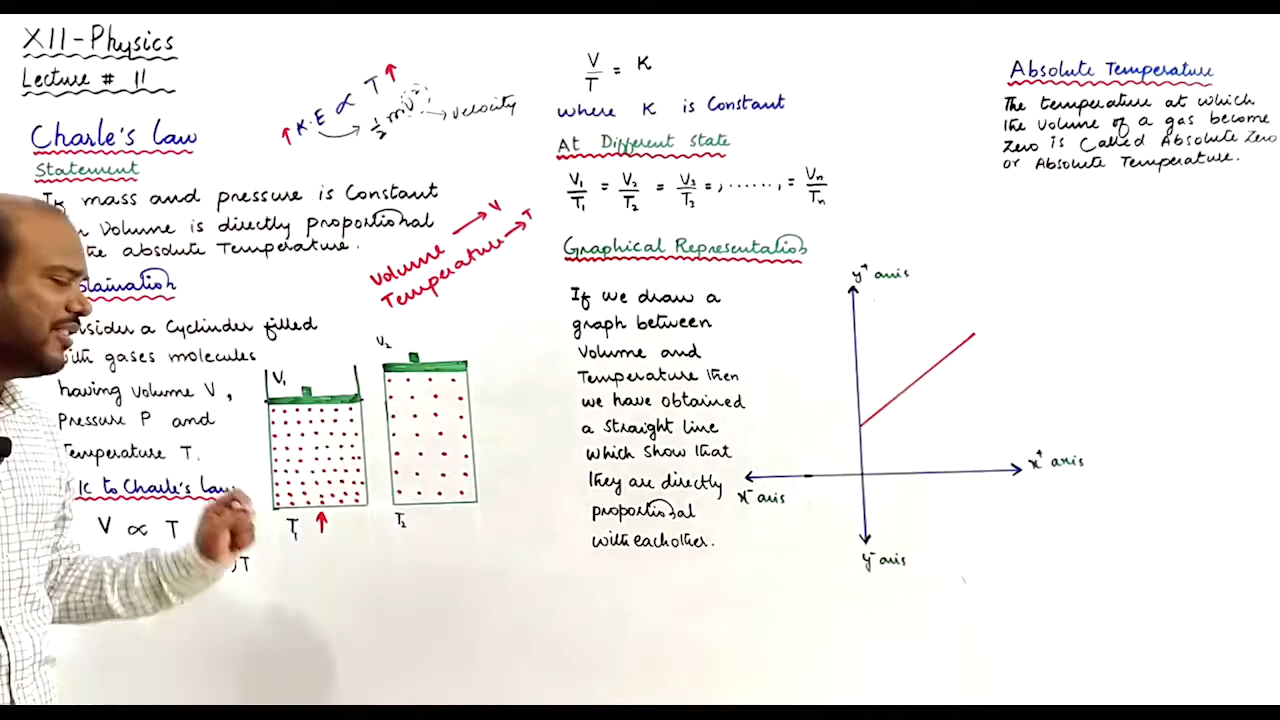 XII-Physics
Lecture # 11
Charle's law
Statement
mass and pressure is Constant
Volume is directly proportional
absolute Temperature.
↑K.E ∝ T↑
½mv² → velocity
Volume → V
Temperature → T
a Cyclinder filled
gases molecules
having volume V,
Pressure P and
T.
to Charle's law
V ∝ T
T
V₁
T₁ ↑
V₂
T₂
V/T = K
where K is Constant
At Different state
V₁/T₁ = V₂/T₂ = V₃/T₃ =, ......, = Vn/Tn
Graphical Representation
If we draw a
graph between
Volume and
Temperature then
we have obtained
a straight line
which show that
they are directly
proportional
with eachother.
y⁺ axis
x⁺ axis
x⁻ axis
y⁻ axis
Absolute Temperature
The temperature at which
the volume of a gas become
Zero is Called Absolute Zero
or Absolute Temperature.